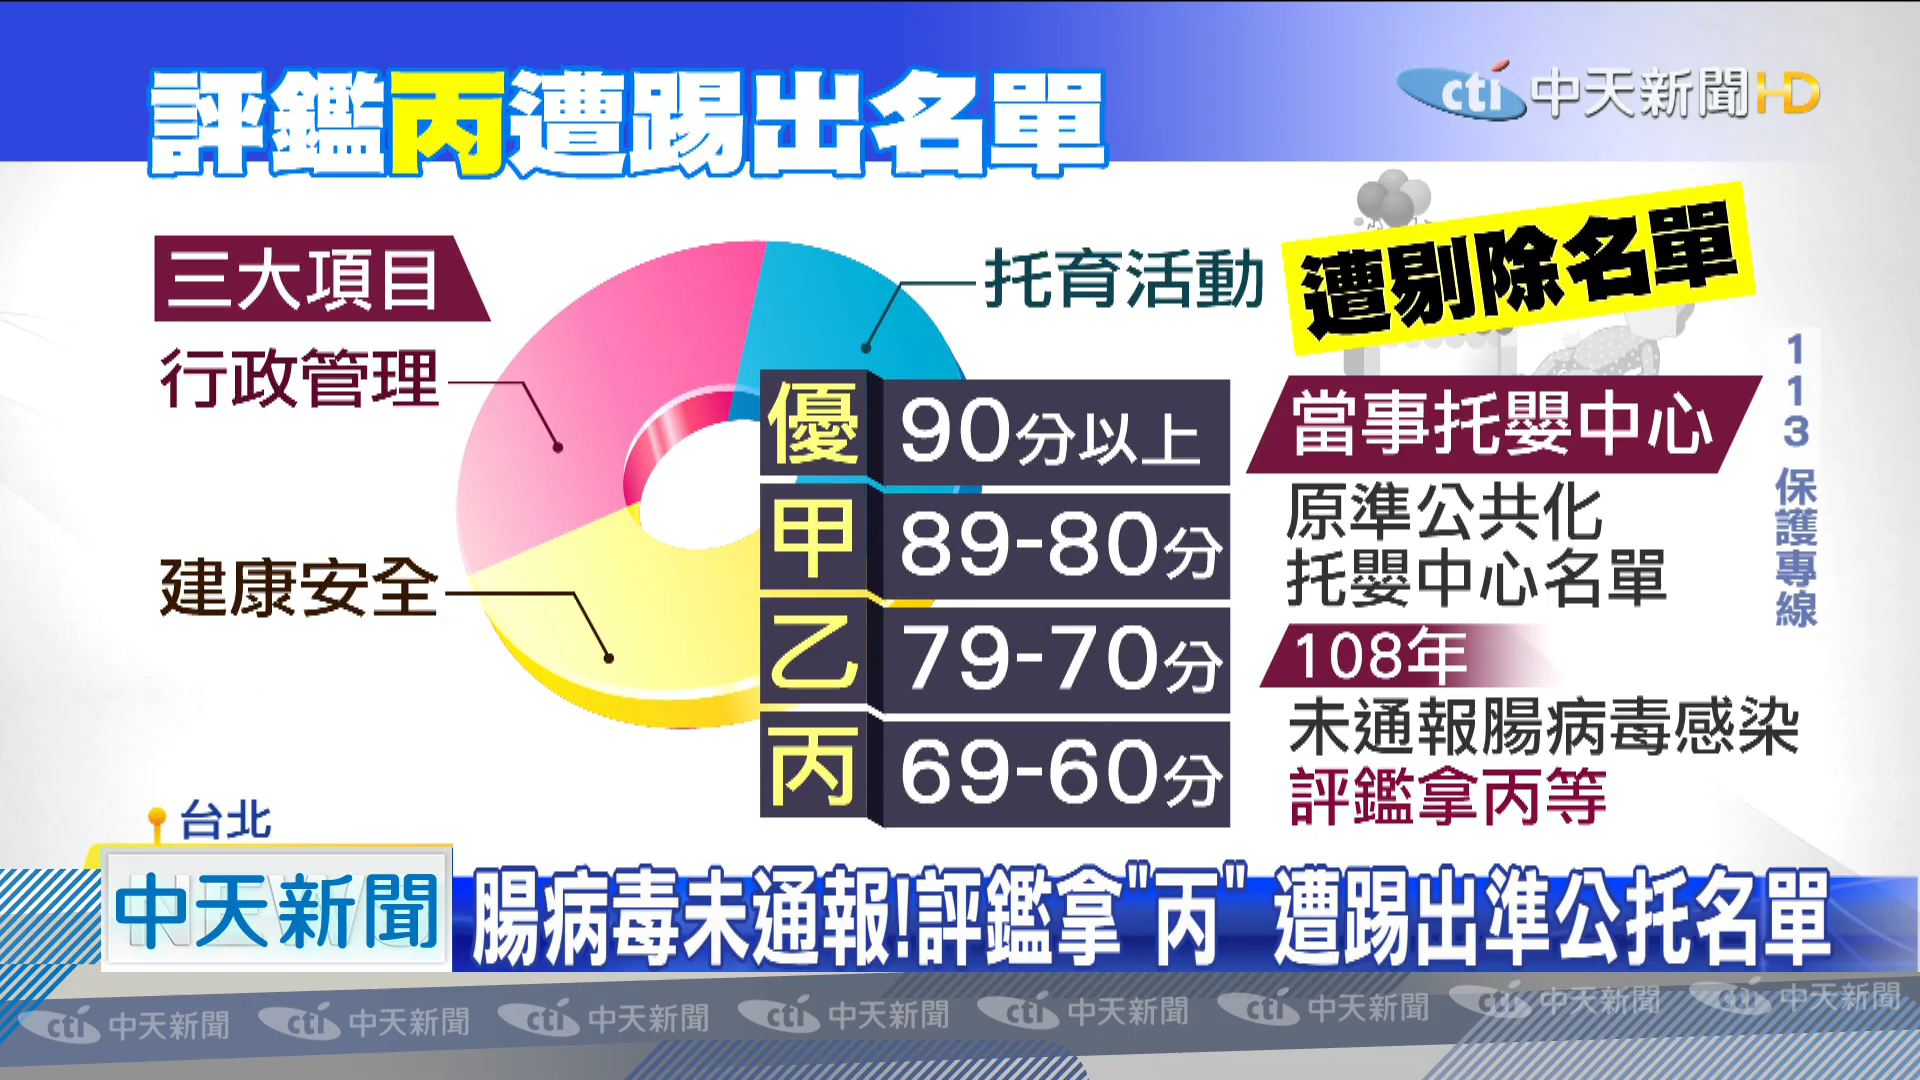 評鑑丙遭踢出名單
cti 中天新聞HD
三大項目
行政管理
建康安全
托育活動
優 90分以上
甲 89-80分
乙 79-70分
丙 69-60分
遭剔除名單
當事托嬰中心
原準公共化
托嬰中心名單
108年
未通報腸病毒感染
評鑑拿丙等
113保護專線
台北
NEWS
中天新聞
腸病毒未通報!評鑑拿"丙" 遭踢出準公托名單
cti 中天新聞 cti 中天新聞 cti 中天新聞 cti 中天新聞 cti 中天新聞 cti 中天新聞 cti 中天新聞 cti 中天新聞